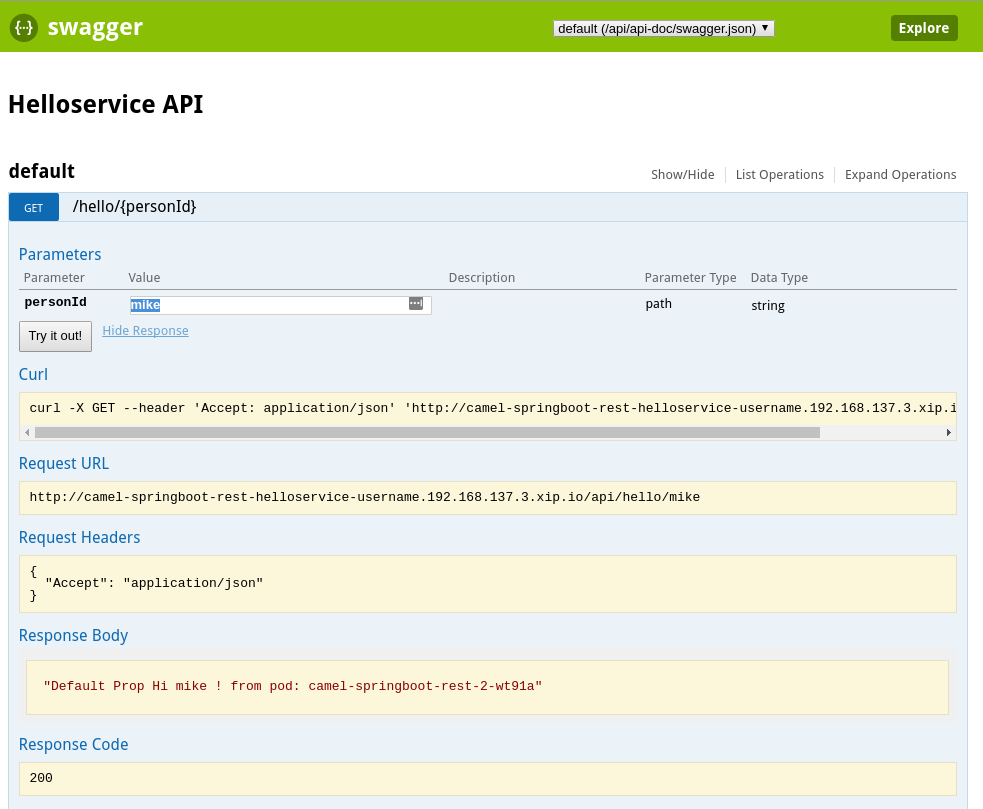 {··} swagger default (/api/api-doc/swagger.json) ▼ Explore
Helloservice API
default Show/Hide List Operations Expand Operations
GET /hello/{personId}
Parameters
Parameter Value Description Parameter Type Data Type
personId mike path string
Try it out! Hide Response
Curl
curl -X GET --header 'Accept: application/json' 'http://camel-springboot-rest-helloservice-username.192.168.137.3.xip.i
Request URL
http://camel-springboot-rest-helloservice-username.192.168.137.3.xip.io/api/hello/mike
Request Headers
{
"Accept": "application/json"
}
Response Body
"Default Prop Hi mike ! from pod: camel-springboot-rest-2-wt91a"
Response Code
200